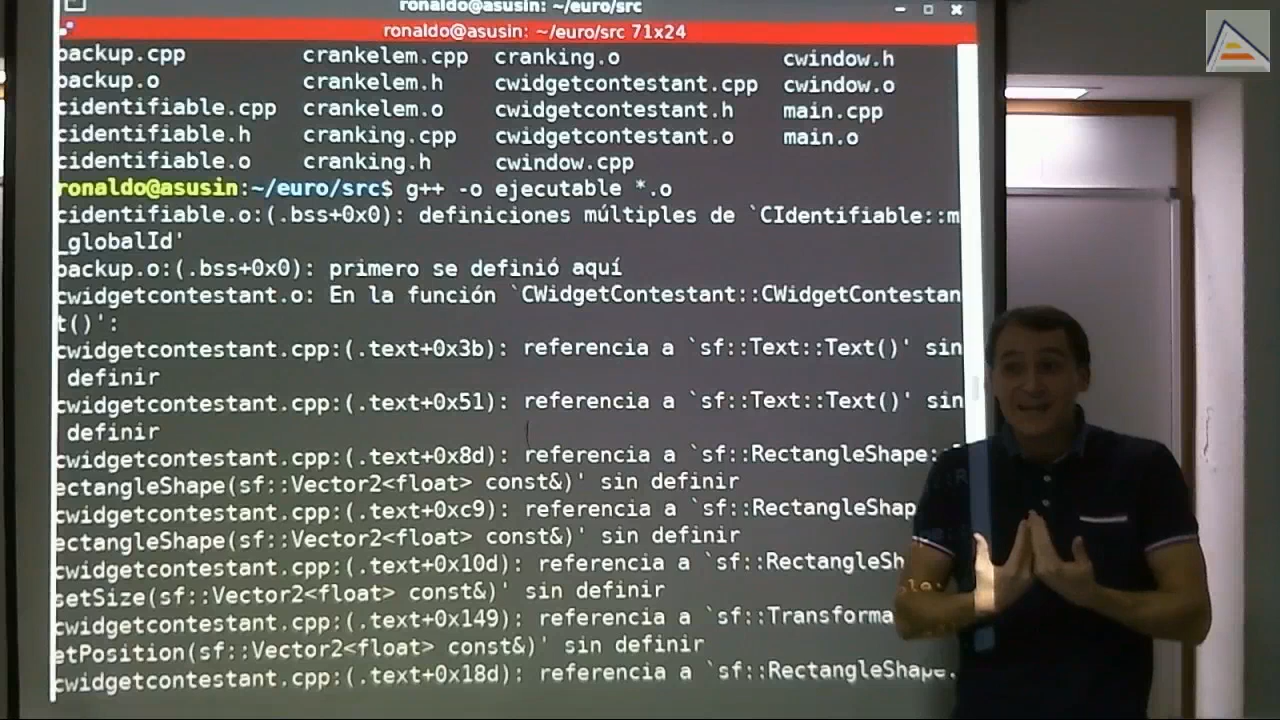 ronaldo@asusin: ~/euro/src
ronaldo@asusin: ~/euro/src 71x24
backup.cpp crankelem.cpp cranking.o cwindow.h
backup.o crankelem.h cwidgetcontestant.cpp cwindow.o
cidentifiable.cpp crankelem.o cwidgetcontestant.h main.cpp
cidentifiable.h cranking.cpp cwidgetcontestant.o main.o
cidentifiable.o cranking.h cwindow.cpp
ronaldo@asusin:~/euro/src$ g++ -o ejecutable *.o
cidentifiable.o:(.bss+0x0): definiciones múltiples de `CIdentifiable::m
_globalId'
backup.o:(.bss+0x0): primero se definió aquí
cwidgetcontestant.o: En la función `CWidgetContestant::CWidgetContestan
t()':
cwidgetcontestant.cpp:(.text+0x3b): referencia a `sf::Text::Text()' sin
definir
cwidgetcontestant.cpp:(.text+0x51): referencia a `sf::Text::Text()' sin
definir
cwidgetcontestant.cpp:(.text+0x8d): referencia a `sf::RectangleShape:
ectangleShape(sf::Vector2<float> const&)' sin definir
cwidgetcontestant.cpp:(.text+0xc9): referencia a `sf::RectangleShap
ectangleShape(sf::Vector2<float> const&)' sin definir
cwidgetcontestant.cpp:(.text+0x10d): referencia a `sf::RectangleSh
setSize(sf::Vector2<float> const&)' sin definir
cwidgetcontestant.cpp:(.text+0x149): referencia a `sf::Transforma
etPosition(sf::Vector2<float> const&)' sin definir
cwidgetcontestant.cpp:(.text+0x18d): referencia a `sf::RectangleShape